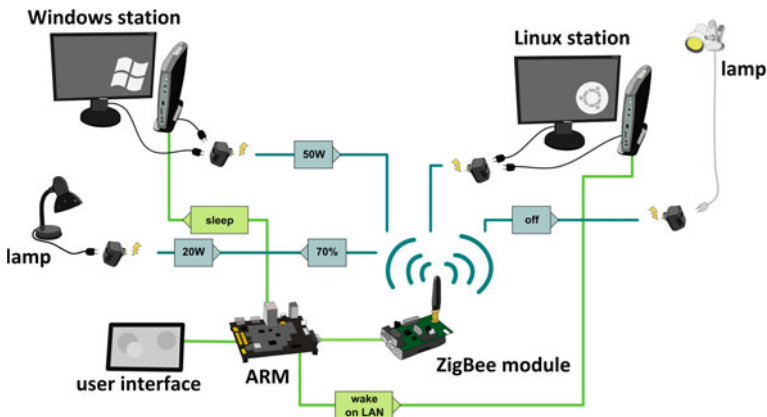 Windows station
Linux station
lamp
50W
sleep
off
lamp
20W
70%
user interface
ARM
ZigBee module
wake
on LAN